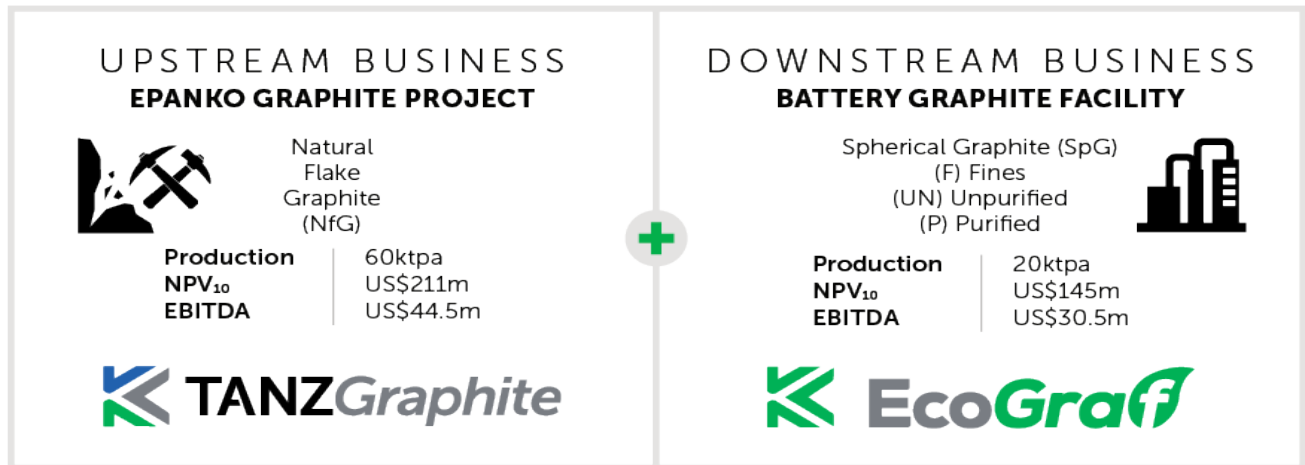 UPSTREAM BUSINESS
EPANKO GRAPHITE PROJECT
Natural
Flake
Graphite
(NfG)
Production 60ktpa
NPV₁₀ US$211m
EBITDA US$44.5m
TANZGraphite
DOWNSTREAM BUSINESS
BATTERY GRAPHITE FACILITY
Spherical Graphite (SpG)
(F) Fines
(UN) Unpurified
(P) Purified
Production 20ktpa
NPV₁₀ US$145m
EBITDA US$30.5m
EcoGraf